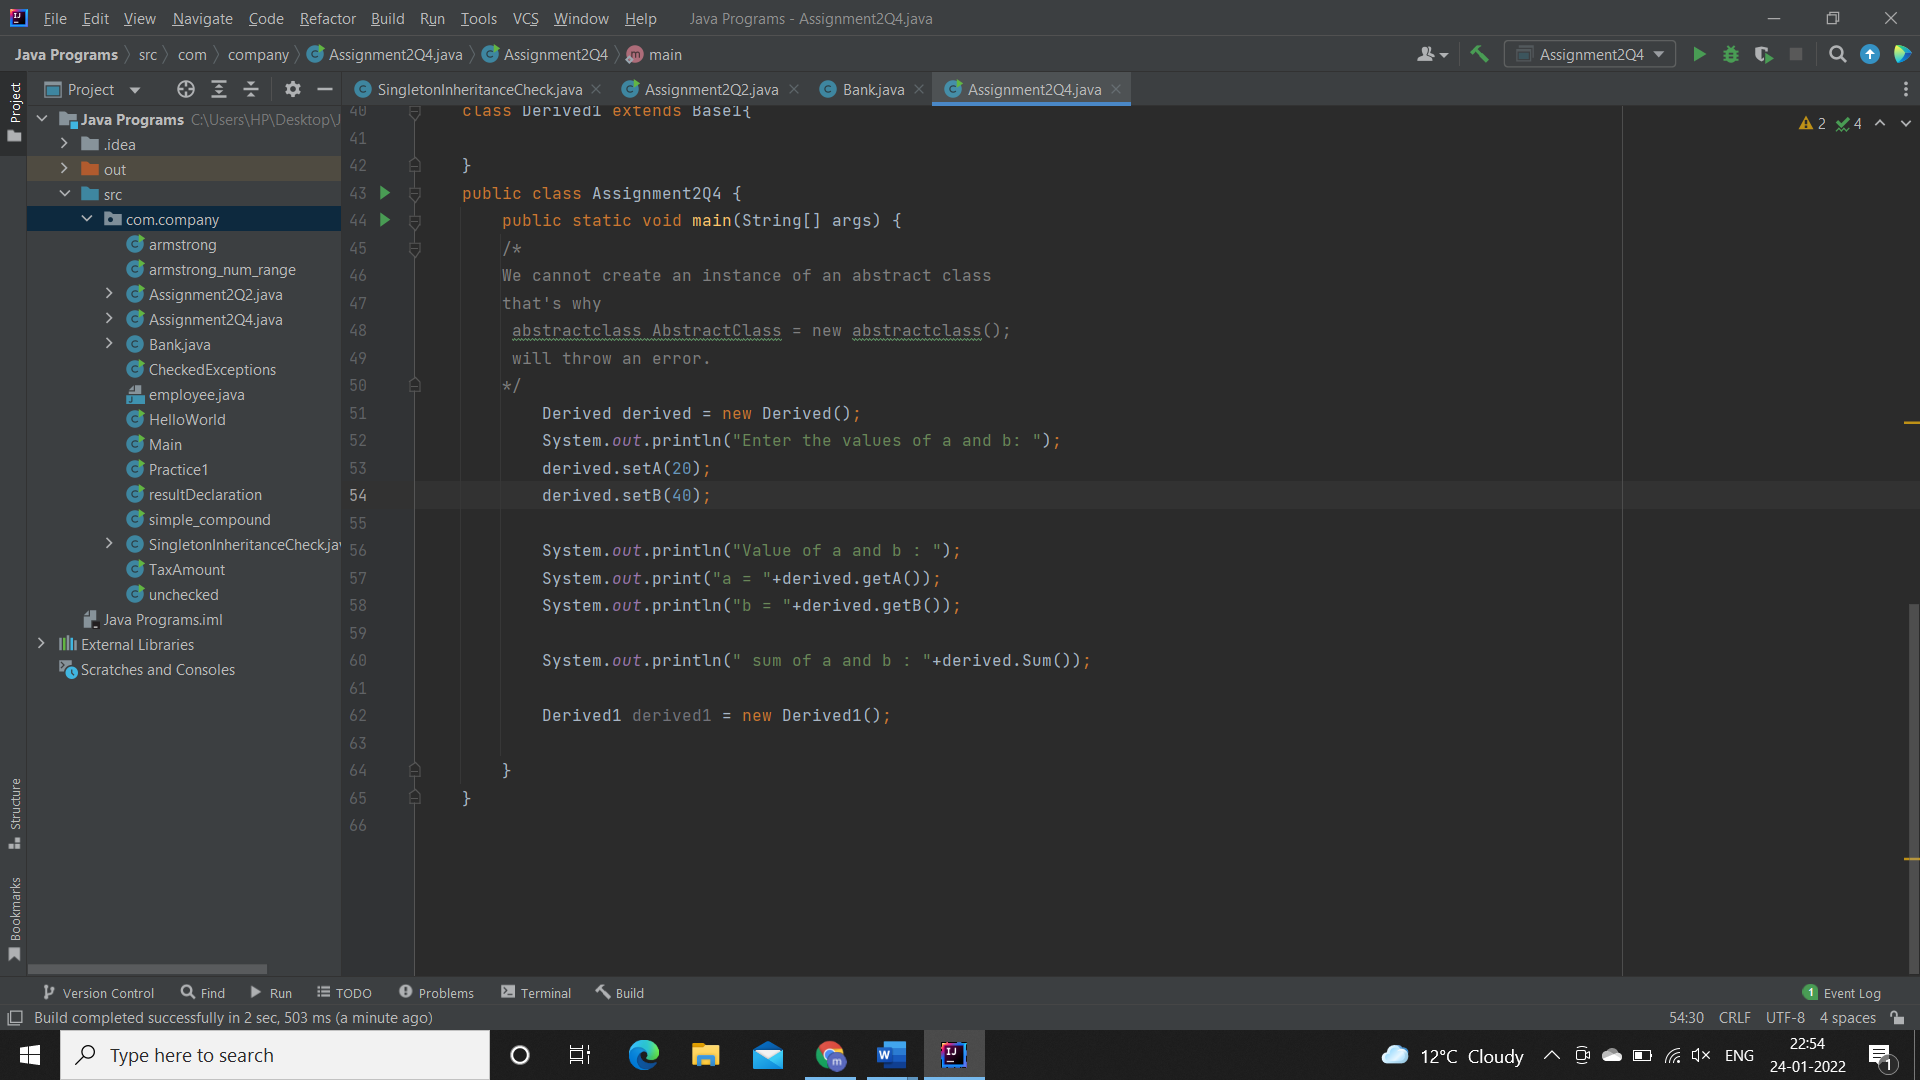 File Edit View Navigate Code Refactor Build Run Tools VCS Window Help Java Programs - Assignment2Q4.java
Java Programs src com company Assignment2Q4.java Assignment2Q4 main Assignment2Q4
Project SingletonInheritanceCheck.java Assignment2Q2.java Bank.java Assignment2Q4.java
Project
Java Programs C:\Users\HP\Desktop\J
.idea
out
src
com.company
armstrong
armstrong_num_range
Assignment2Q2.java
Assignment2Q4.java
Bank.java
CheckedExceptions
employee.java
HelloWorld
Main
Practice1
resultDeclaration
simple_compound
SingletonInheritanceCheck.jav
TaxAmount
unchecked
Java Programs.iml
External Libraries
Scratches and Consoles
Structure
Bookmarks
2 4
40 class Derived1 extends Base1{
41
42 }
43 public class Assignment2Q4 {
44 public static void main(String[] args) {
45 /*
46 We cannot create an instance of an abstract class
47 that's why
48 abstractclass AbstractClass = new abstractclass();
49 will throw an error.
50 */
51 Derived derived = new Derived();
52 System.out.println("Enter the values of a and b: ");
53 derived.setA(20);
54 derived.setB(40);
55
56 System.out.println("Value of a and b : ");
57 System.out.print("a = "+derived.getA());
58 System.out.println("b = "+derived.getB());
59
60 System.out.println(" sum of a and b : "+derived.Sum());
61
62 Derived1 derived1 = new Derived1();
63
64 }
65 }
66
Version Control Find Run TODO Problems Terminal Build 1 Event Log
Build completed successfully in 2 sec, 503 ms (a minute ago) 54:30 CRLF UTF-8 4 spaces
Type here to search 12°C Cloudy ENG 22:54
24-01-2022 1